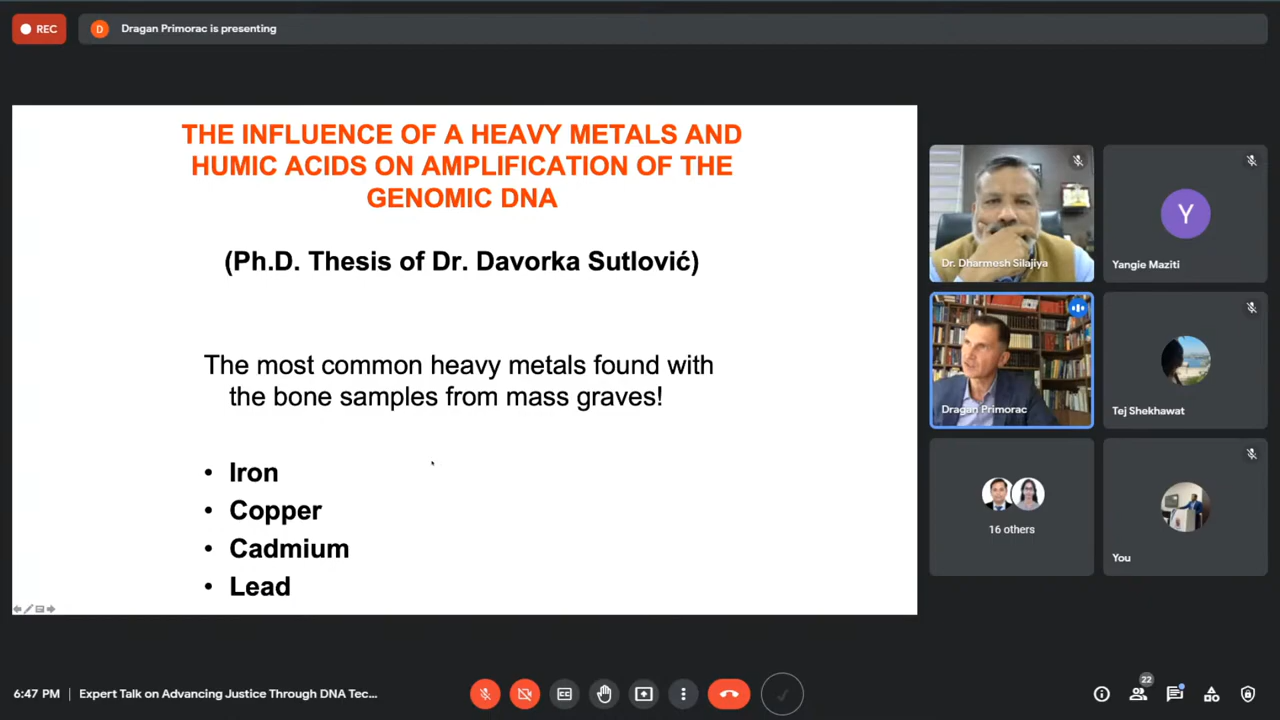 REC
D
Dragan Primorac is presenting
THE INFLUENCE OF A HEAVY METALS AND
HUMIC ACIDS ON AMPLIFICATION OF THE
GENOMIC DNA
(Ph.D. Thesis of Dr. Davorka Sutlović)
The most common heavy metals found with
the bone samples from mass graves!
• Iron
• Copper
• Cadmium
• Lead
Dr. Dharmesh Silajiya
Y
Yangie Maziti
Dragan Primorac
Tej Shekhawat
16 others
You
6:47 PM | Expert Talk on Advancing Justice Through DNA Tec...
CC
22